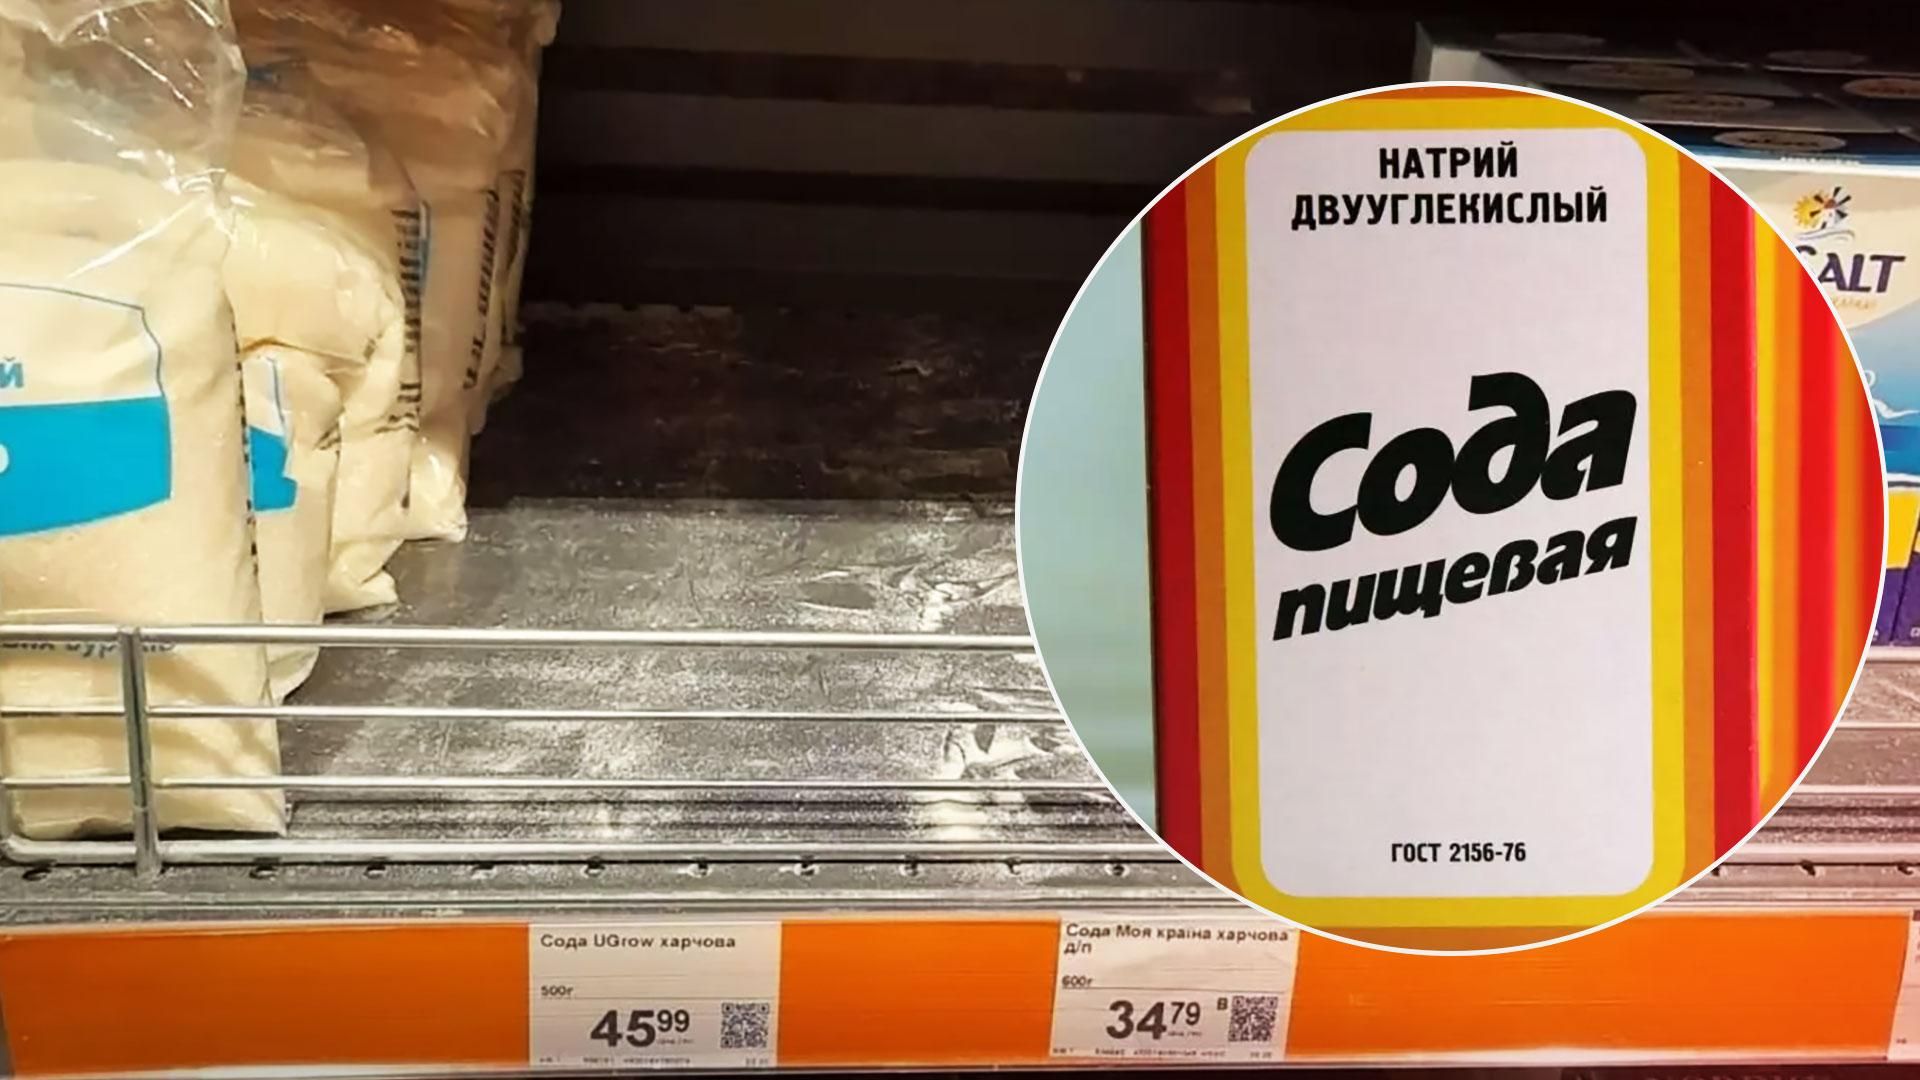 НАТРИЙ
ДВУУГЛЕКИСЛЫЙ
Сода
пищевая
ГОСТ 2156-76
SALT
Й
Сода UGrow харчова
500г
45 99
Сода Моя країна харчова
д/п
600г
34 79 В